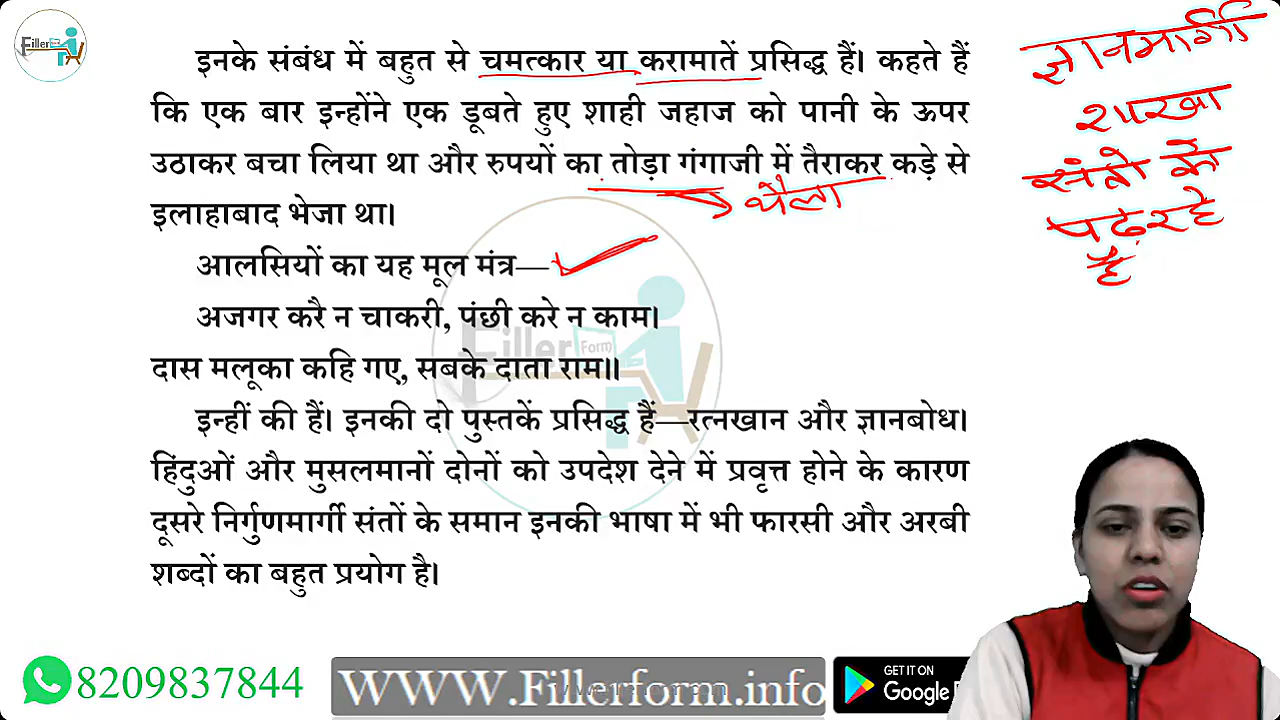 Filler Form
इनके संबंध में बहुत से चमत्कार या करामातें प्रसिद्ध हैं। कहते हैं
कि एक बार इन्होंने एक डूबते हुए शाही जहाज को पानी के ऊपर
उठाकर बचा लिया था और रुपयों का तोड़ा गंगाजी में तैराकर कड़े से
इलाहाबाद भेजा था।
आलसियों का यह मूल मंत्र—
अजगर करै न चाकरी, पंछी करे न काम।
दास मलूका कहि गए, सबके दाता राम॥
इन्हीं की हैं। इनकी दो पुस्तकें प्रसिद्ध हैं—रत्नखान और ज्ञानबोध।
हिंदुओं और मुसलमानों दोनों को उपदेश देने में प्रवृत्त होने के कारण
दूसरे निर्गुणमार्गी संतों के समान इनकी भाषा में भी फारसी और अरबी
शब्दों का बहुत प्रयोग है।
थैला
ज्ञानमार्गी
शाखा
संतो के
पढ रहे
है
Filler Form
8209837844
WWW.Fillerform.info
GET IT ON
Google